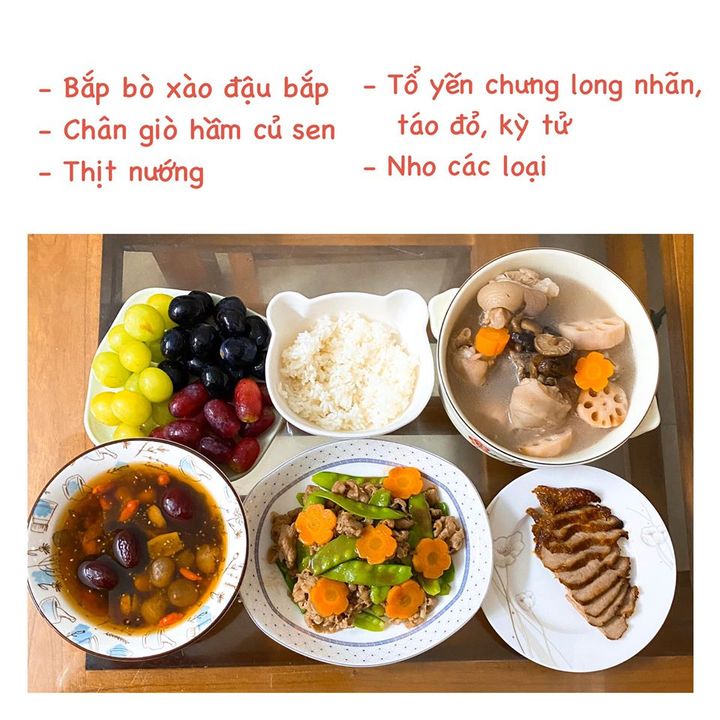 - Bắp bò xào đậu bắp
- Chân giò hầm củ sen
- Thịt nướng
- Tổ yến chưng long nhãn,
táo đỏ, kỳ tử
- Nho các loại